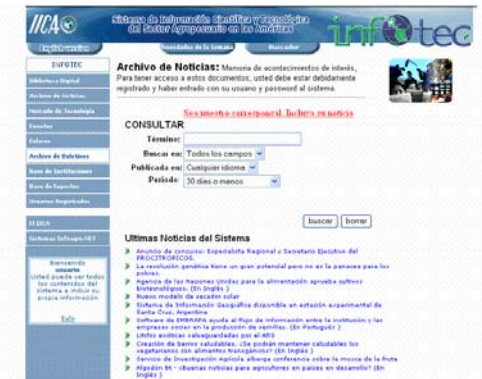 IICA
Sistema de Información Científica y Tecnológica
del Sector Agropecuario en las Américas
infotec
English version
Novedades de la Semana
Buscador
INFOTEC
Biblioteca Digital
Archivo de Noticias
Mercado de Tecnología
Eventos
Enlaces
Archivo de Boletines
Base de Instituciones
Base de Expertos
Usuarios Registrados
El IICA
Sistemas Infoagro.NET
Bienvenido
usuario
Usted puede ver todos
los contenidos del
sistema e incluir su
propia información.
Salir
Archivo de Noticias: Memoria de acontecimientos de interés,
Para tener acceso a estos documentos, usted debe estar debidamente
registrado y haber entrado con su usuario y password al sistema.
Sea nuestro corresponsal. Incluya su noticia
CONSULTAR
Término:
Buscar en: Todos los campos
Publicada en: Cualquier idioma
Período: 30 días o menos
buscar borrar
Ultimas Noticias del Sistema
Anuncio de concurso: Especialista Regional y Secretario Ejecutivo del
PROCITROPICOS.
La revolución genética tiene un gran potencial pero no es la panacea para los
pobres.
Agencia de las Naciones Unidas para la alimentación aprueba cultivos
biotecnológicos. (En Inglés )
Nuevo modelo de secador solar
Sistema de Información Geográfica disponible en estación experimental de
Santa Cruz, Argentina
Software de EMBRAPA ayuda al flujo de información entre la institución y las
empresas socias en la producción de semillas. (En Portugués )
Litchis exóticas salvaguardadas por el ARS
Creación de berros saludables. ¿Se podrán mantener saludables los
vegetarianos con alimentos transgénicos? (En Inglés )
Servicio de Investigación Agrícola alberga conferencia sobre la mosca de la fruta
Algodón Bt - ¿buenas noticias para agricultores en países en desarrollo? (En
Inglés )